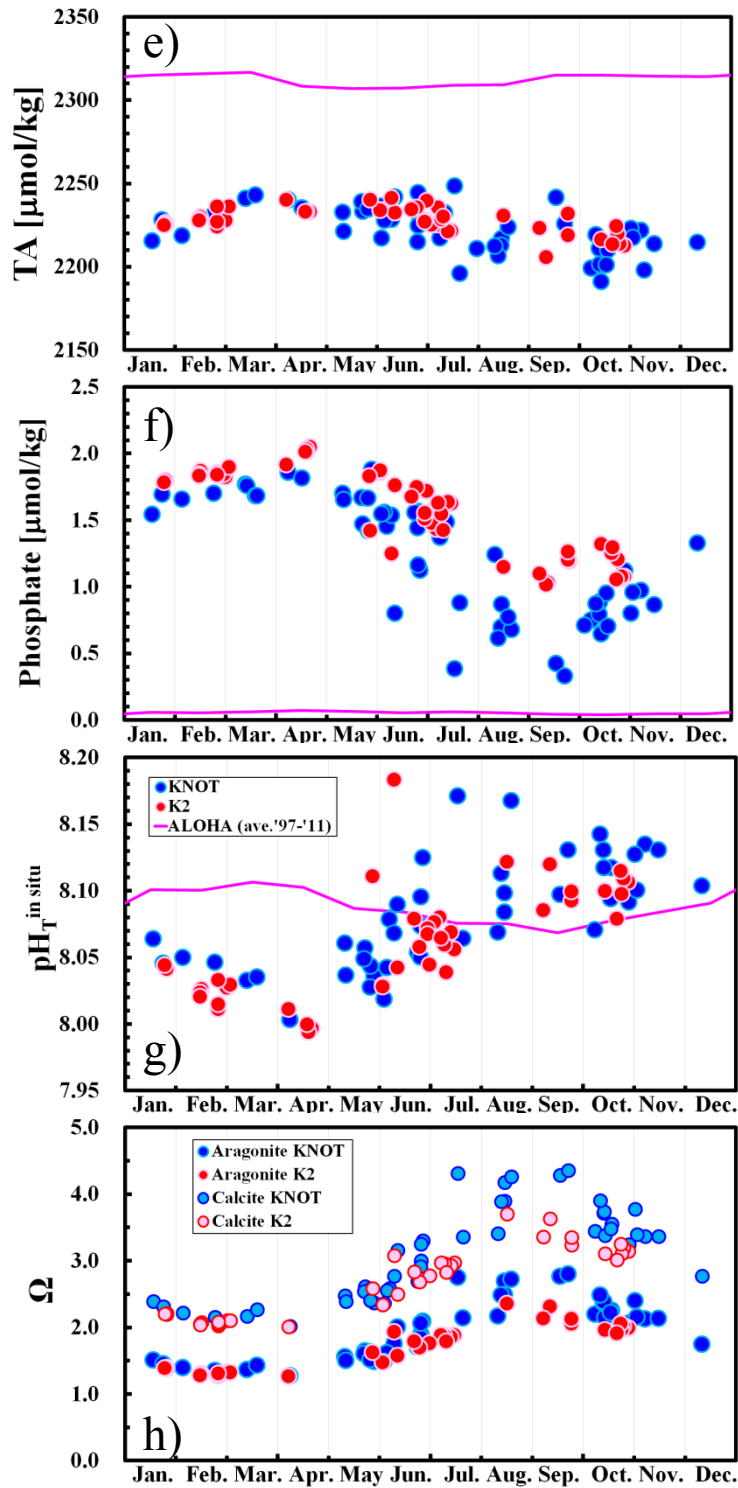 e)
TA [µmol/kg]
2350
2300
2250
2200
2150
Jan. Feb. Mar. Apr. May Jun. Jul. Aug. Sep. Oct. Nov. Dec.
f)
Phosphate [µmol/kg]
2.5
2.0
1.5
1.0
0.5
0.0
Jan. Feb. Mar. Apr. May Jun. Jul. Aug. Sep. Oct. Nov. Dec.
8.20
8.15
8.10
8.05
8.00
7.95
pH_T^in situ
KNOT
K2
ALOHA (ave.'97-'11)
g)
Jan. Feb. Mar. Apr. May Jun. Jul. Aug. Sep. Oct. Nov. Dec.
5.0
4.0
3.0
2.0
1.0
0.0
Ω
Aragonite KNOT
Aragonite K2
Calcite KNOT
Calcite K2
h)
Jan. Feb. Mar. Apr. May Jun. Jul. Aug. Sep. Oct. Nov. Dec.